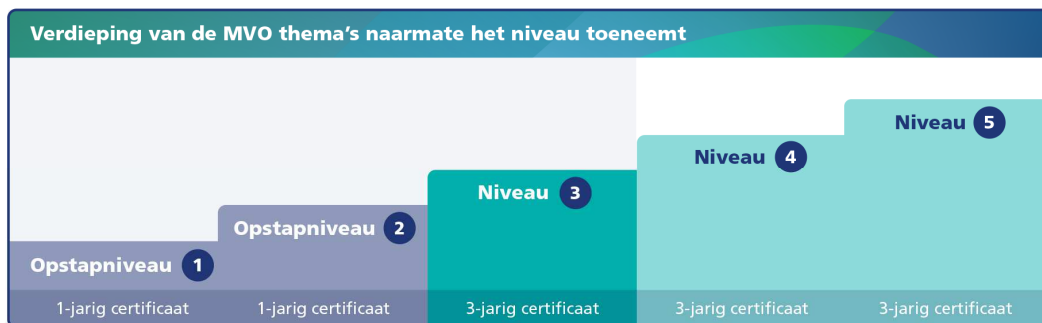 Verdieping van de MVO thema's naarmate het niveau toeneemt
Opstapniveau 1
1-jarig certificaat
Opstapniveau 2
1-jarig certificaat
Niveau 3
3-jarig certificaat
Niveau 4
3-jarig certificaat
Niveau 5
3-jarig certificaat